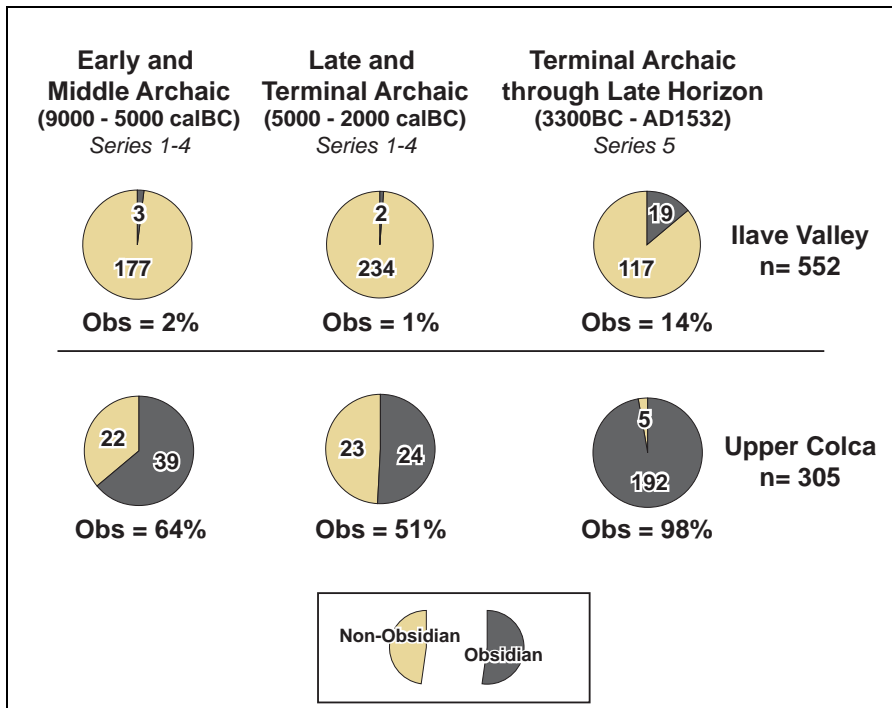 Early and
Middle Archaic
(9000 - 5000 calBC)
Series 1-4
Late and
Terminal Archaic
(5000 - 2000 calBC)
Series 1-4
Terminal Archaic
through Late Horizon
(3300BC - AD1532)
Series 5
3
177
Obs = 2%
2
234
Obs = 1%
19
117
Obs = 14%
Ilave Valley
n= 552
22
39
Obs = 64%
23
24
Obs = 51%
5
192
Obs = 98%
Upper Colca
n= 305
Non-Obsidian
Obsidian